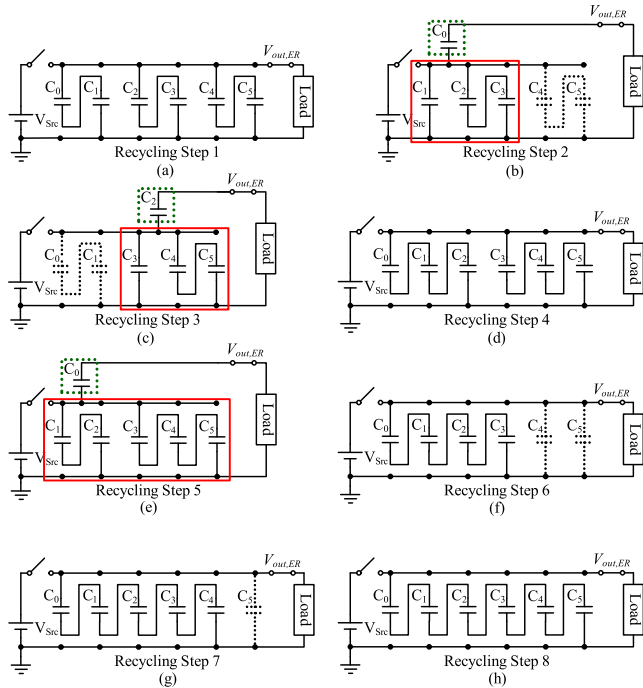 V_out,ER
C_0 C_1 C_2 C_3 C_4 C_5
V_Src
Load
Recycling Step 1
(a)
V_out,ER
C_0
C_1 C_2 C_3 C_4 C_5
V_Src
Load
Recycling Step 2
(b)
V_out,ER
C_2
C_0 C_1 C_3 C_4 C_5
V_Src
Load
Recycling Step 3
(c)
V_out,ER
C_0 C_1 C_2 C_3 C_4 C_5
V_Src
Load
Recycling Step 4
(d)
V_out,ER
C_0
C_1 C_2 C_3 C_4 C_5
V_Src
Load
Recycling Step 5
(e)
V_out,ER
C_0 C_1 C_2 C_3 C_4 C_5
V_Src
Load
Recycling Step 6
(f)
V_out,ER
C_0 C_1 C_2 C_3 C_4 C_5
V_Src
Load
Recycling Step 7
(g)
V_out,ER
C_0 C_1 C_2 C_3 C_4 C_5
V_Src
Load
Recycling Step 8
(h)